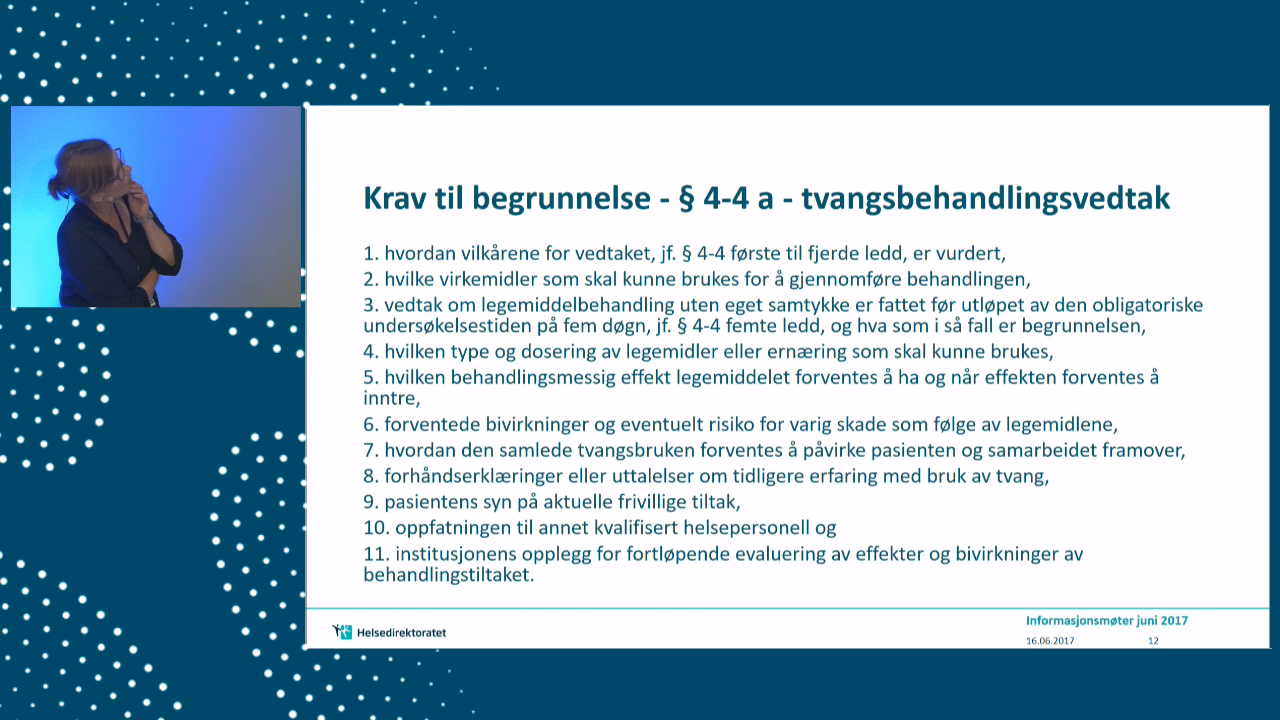 Krav til begrunnelse - § 4-4 a - tvangsbehandlingsvedtak
1. hvordan vilkårene for vedtaket, jf. § 4-4 første til fjerde ledd, er vurdert,
2. hvilke virkemidler som skal kunne brukes for å gjennomføre behandlingen,
3. vedtak om legemiddelbehandling uten eget samtykke er fattet før utløpet av den obligatoriske
undersøkelsestiden på fem døgn, jf. § 4-4 femte ledd, og hva som i så fall er begrunnelsen,
4. hvilken type og dosering av legemidler eller ernæring som skal kunne brukes,
5. hvilken behandlingsmessig effekt legemiddelet forventes å ha og når effekten forventes å
inntre,
6. forventede bivirkninger og eventuelt risiko for varig skade som følge av legemidlene,
7. hvordan den samlede tvangsbruken forventes å påvirke pasienten og samarbeidet framover,
8. forhåndserklæringer eller uttalelser om tidligere erfaring med bruk av tvang,
9. pasientens syn på aktuelle frivillige tiltak,
10. oppfatningen til annet kvalifisert helsepersonell og
11. institusjonens opplegg for fortløpende evaluering av effekter og bivirkninger av
behandlingstiltaket.
Helsedirektoratet
Informasjonsmøter juni 2017
16.06.2017 12